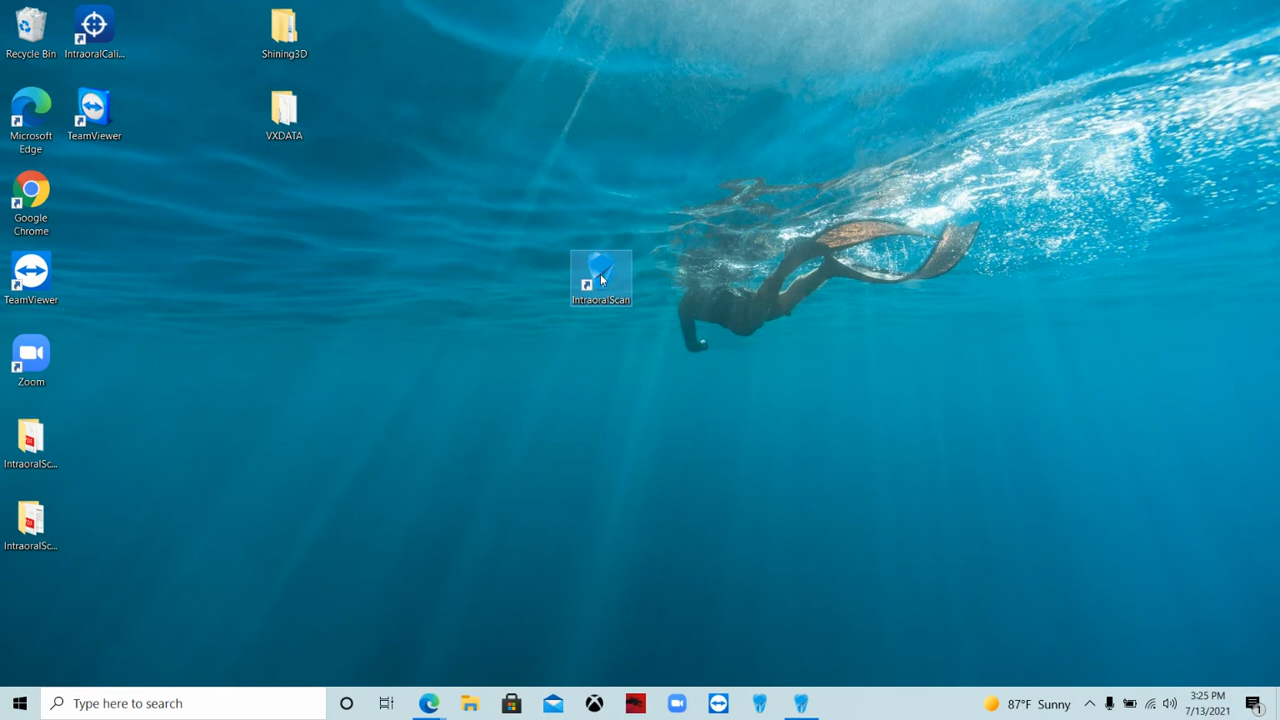 Recycle Bin
IntraoralCali...
Shining3D
Microsoft
Edge
TeamViewer
VXDATA
Google
Chrome
TeamViewer
IntraoralScan
Zoom
IntraoralSc...
IntraoralSc...
Type here to search
87°F Sunny
3:25 PM
7/13/2021
1